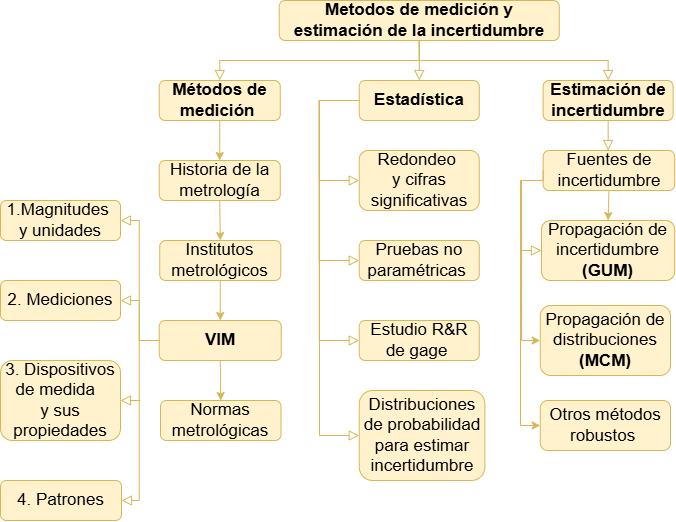 Metodos de medición y
estimación de la incertidumbre
Métodos de
medición
Historia de la
metrología
Institutos
metrológicos
VIM
Normas
metrológicas
1.Magnitudes
y unidades
2. Mediciones
3. Dispositivos
de medida
y sus
propiedades
4. Patrones
Estadística
Redondeo
y cifras
significativas
Pruebas no
paramétricas
Estudio R&R
de gage
Distribuciones
de probabilidad
para estimar
incertidumbre
Estimación de
incertidumbre
Fuentes de
incertidumbre
Propagación de
incertidumbre
(GUM)
Propagación de
distribuciones
(MCM)
Otros métodos
robustos